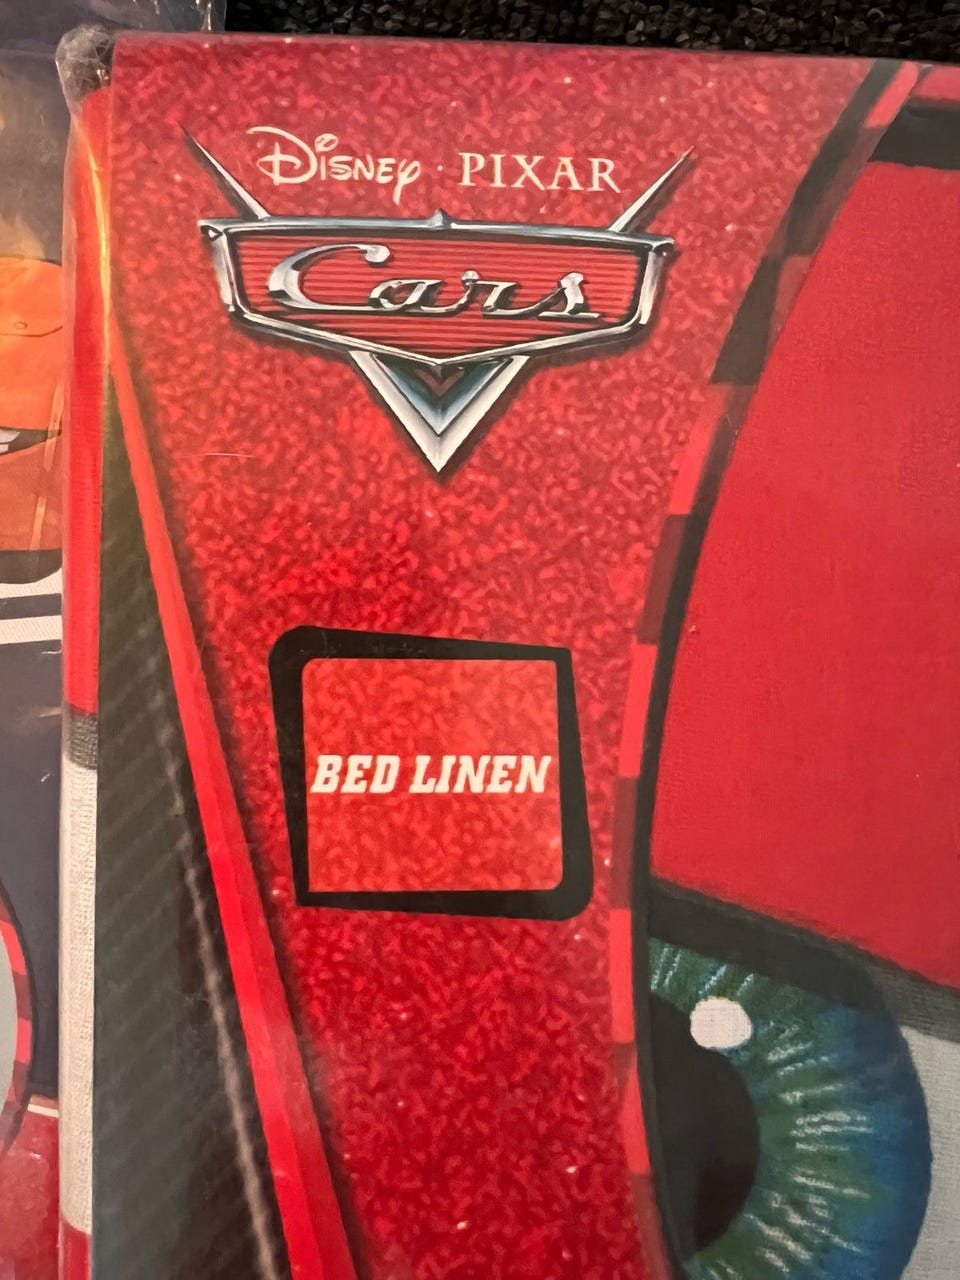 Disney · PIXAR
Cars
BED LINEN